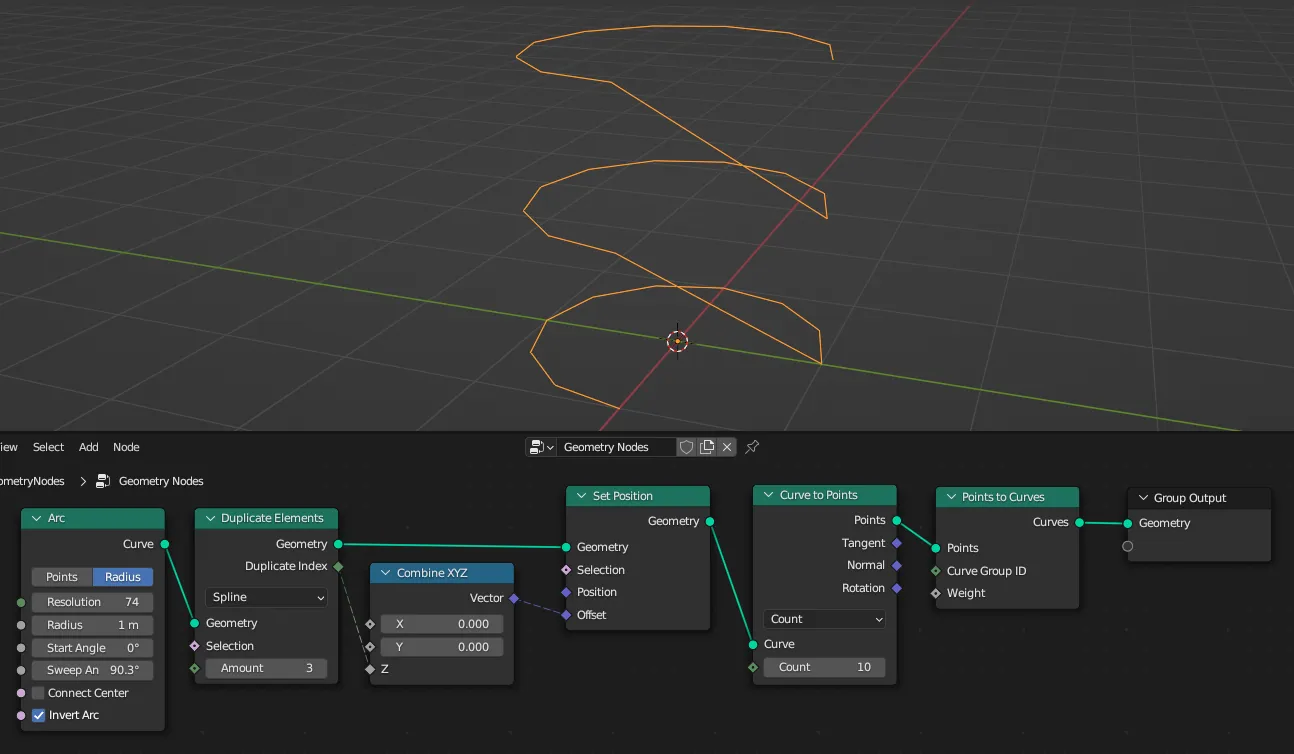 iew Select Add Node Geometry Nodes
ometryNodes > Geometry Nodes
Arc
Curve
Points Radius
Resolution 74
Radius 1 m
Start Angle 0°
Sweep An 90.3°
Connect Center
Invert Arc
Duplicate Elements
Geometry
Duplicate Index
Spline
Geometry
Selection
Amount 3
Combine XYZ
Vector
X 0.000
Y 0.000
Z
Set Position
Geometry
Geometry
Selection
Position
Offset
Curve to Points
Points
Tangent
Normal
Rotation
Count
Curve
Count 10
Points to Curves
Curves
Points
Curve Group ID
Weight
Group Output
Geometry